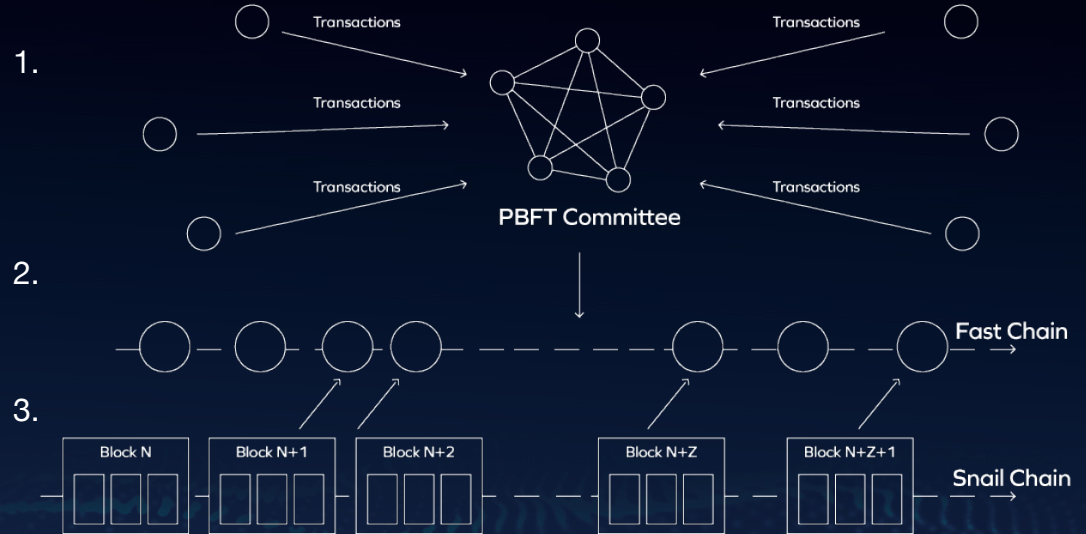 1.
Transactions
Transactions
Transactions
Transactions
Transactions
Transactions
PBFT Committee
2.
Fast Chain
3.
Block N
Block N+1
Block N+2
Block N+Z
Block N+Z+1
Snail Chain